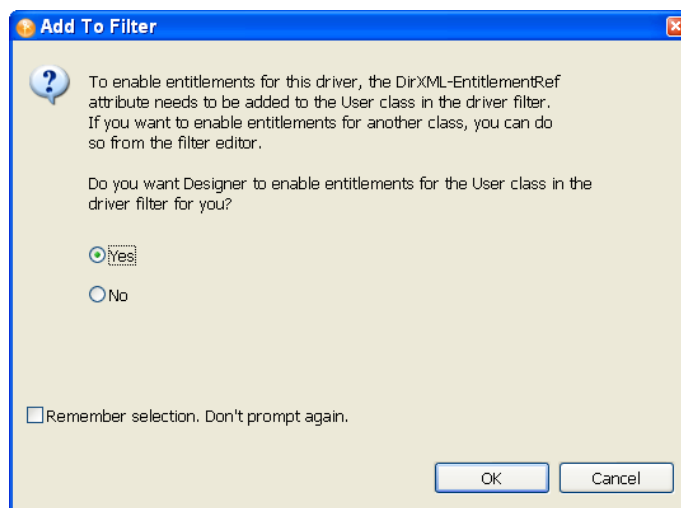 Add To Filter
To enable entitlements for this driver, the DirXML-EntitlementRef
attribute needs to be added to the User class in the driver filter.
If you want to enable entitlements for another class, you can do
so from the filter editor.
Do you want Designer to enable entitlements for the User class in the
driver filter for you?
Yes
No
Remember selection. Don't prompt again.
OK Cancel